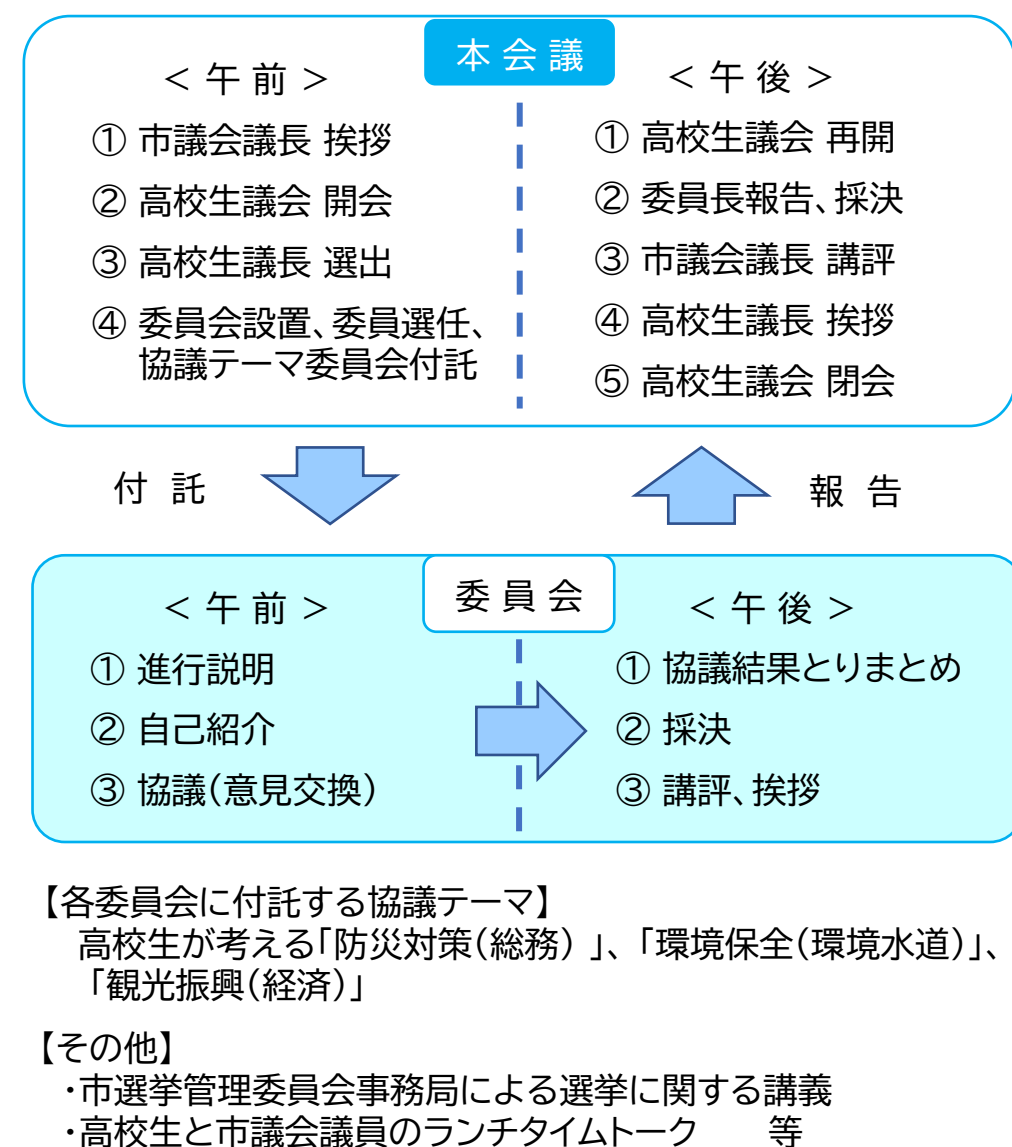 本会議
＜午前＞
① 市議会議長 挨拶
② 高校生議会 開会
③ 高校生議長 選出
④ 委員会設置、委員選任、
協議テーマ委員会付託
＜午後＞
① 高校生議会 再開
② 委員長報告、採決
③ 市議会議長 講評
④ 高校生議長 挨拶
⑤ 高校生議会 閉会
付託
報告
委員会
＜午前＞
① 進行説明
② 自己紹介
③ 協議(意見交換)
＜午後＞
① 協議結果とりまとめ
② 採決
③ 講評、挨拶
【各委員会に付託する協議テーマ】
高校生が考える「防災対策(総務) 」、「環境保全(環境水道)」、
「観光振興(経済)」
【その他】
・市選挙管理委員会事務局による選挙に関する講義
・高校生と市議会議員のランチタイムトーク　　等